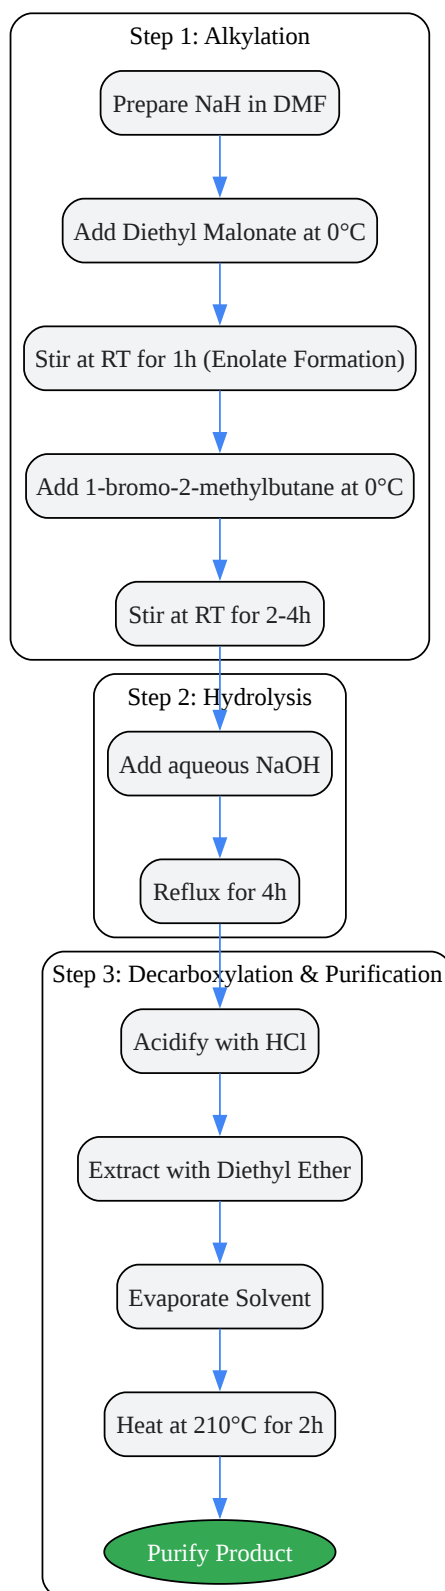 Step 1: Alkylation
Prepare NaH in DMF
Add Diethyl Malonate at 0°C
Stir at RT for 1h (Enolate Formation)
Add 1-bromo-2-methylbutane at 0°C
Stir at RT for 2-4h
Step 2: Hydrolysis
Add aqueous NaOH
Reflux for 4h
Step 3: Decarboxylation & Purification
Acidify with HCl
Extract with Diethyl Ether
Evaporate Solvent
Heat at 210°C for 2h
Purify Product